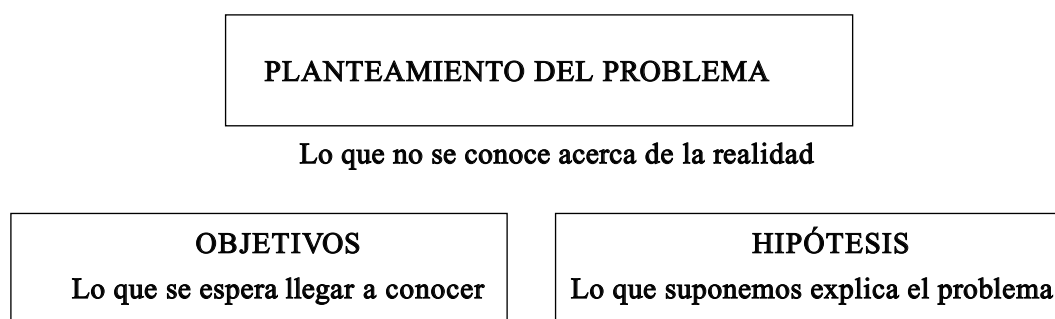 PLANTEAMIENTO DEL PROBLEMA
Lo que no se conoce acerca de la realidad
OBJETIVOS
Lo que se espera llegar a conocer
HIPÓTESIS
Lo que suponemos explica el problema